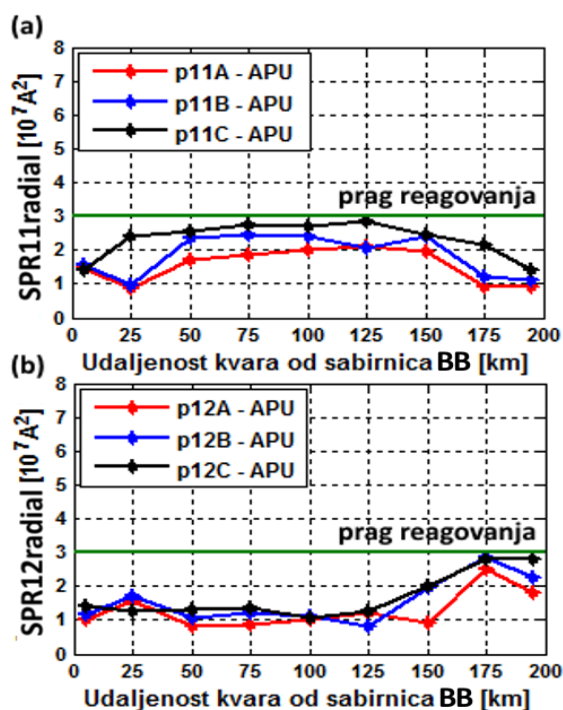 (a)
SPR11radial [10⁷A²]
8
7
6
5
4
3
2
1
0
p11A - APU
p11B - APU
p11C - APU
prag reagovanja
0 25 50 75 100 125 150 175 200
Udaljenost kvara od sabirnica BB [km]
(b)
SPR12radial [10⁷A²]
8
7
6
5
4
3
2
1
0
p12A - APU
p12B - APU
p12C - APU
prag reagovanja
0 25 50 75 100 125 150 175 200
Udaljenost kvara od sabirnica BB [km]